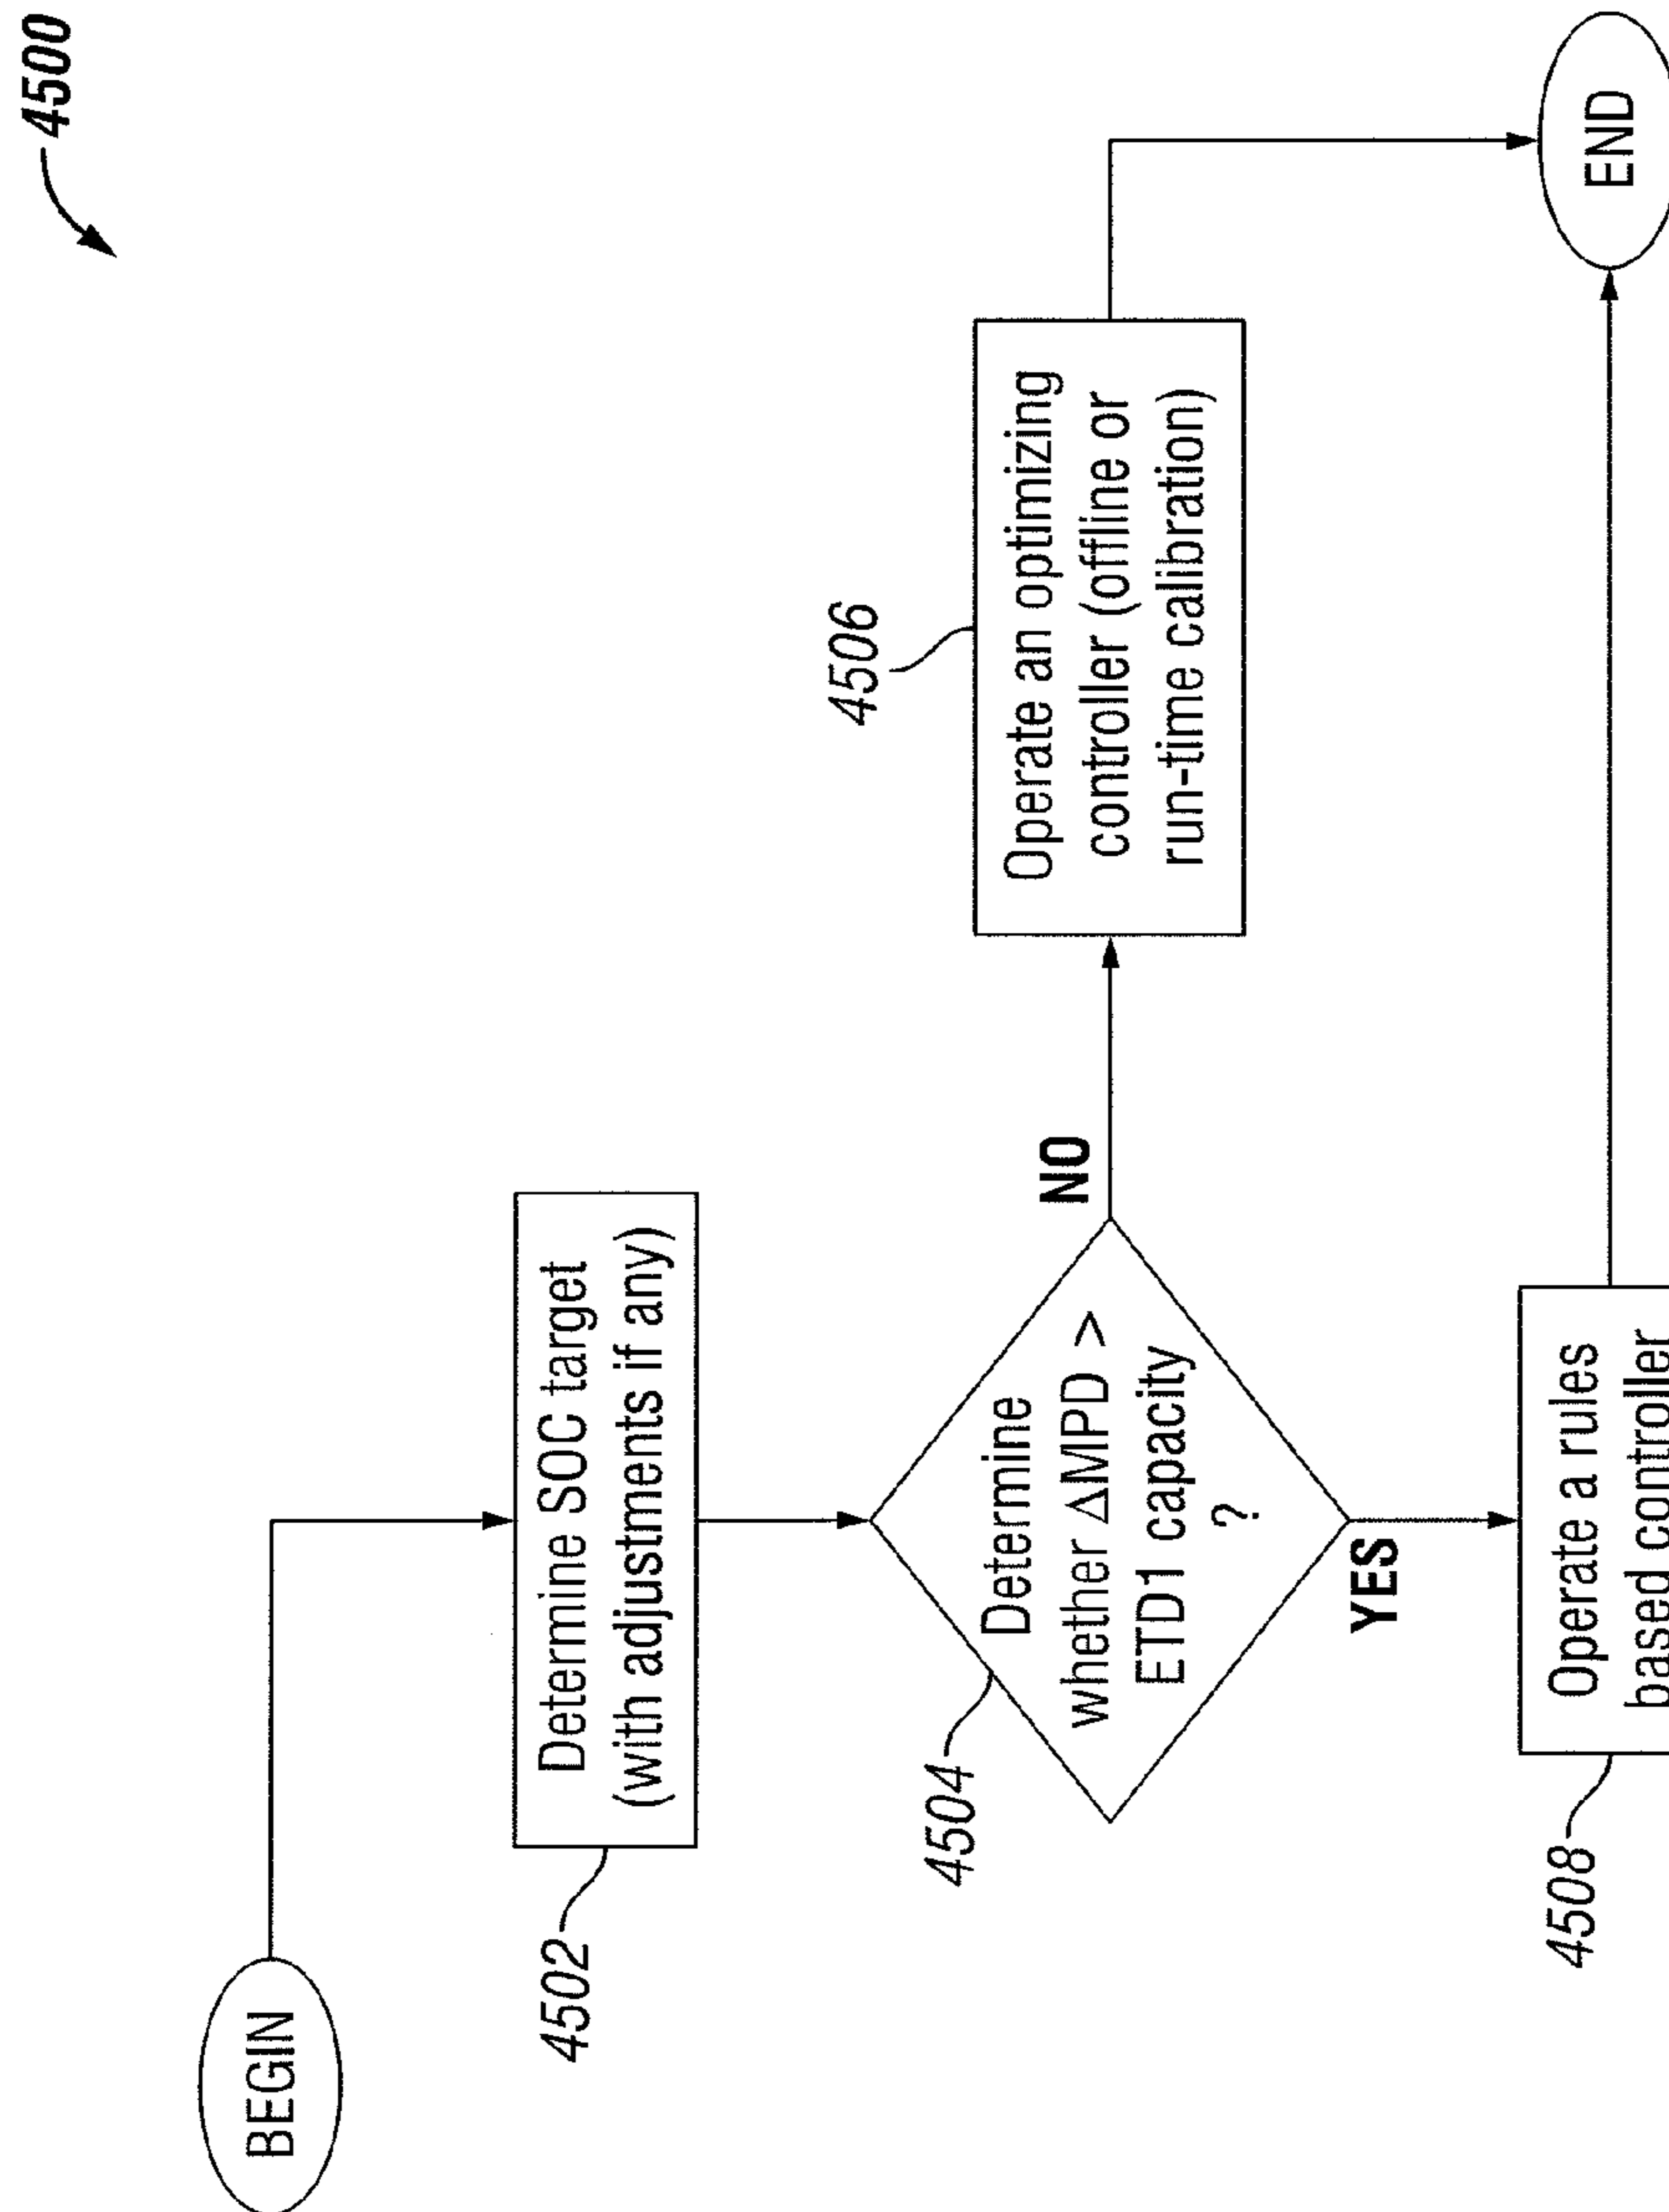 4500
BEGIN
4502
Determine SOC target
(with adjustments if any)
4504
Determine
whether ΔMPD >
ETD1 capacity
?
NO
YES
4506
Operate an optimizing
controller (offline or
run-time calibration)
4508
Operate a rules
based controller
END